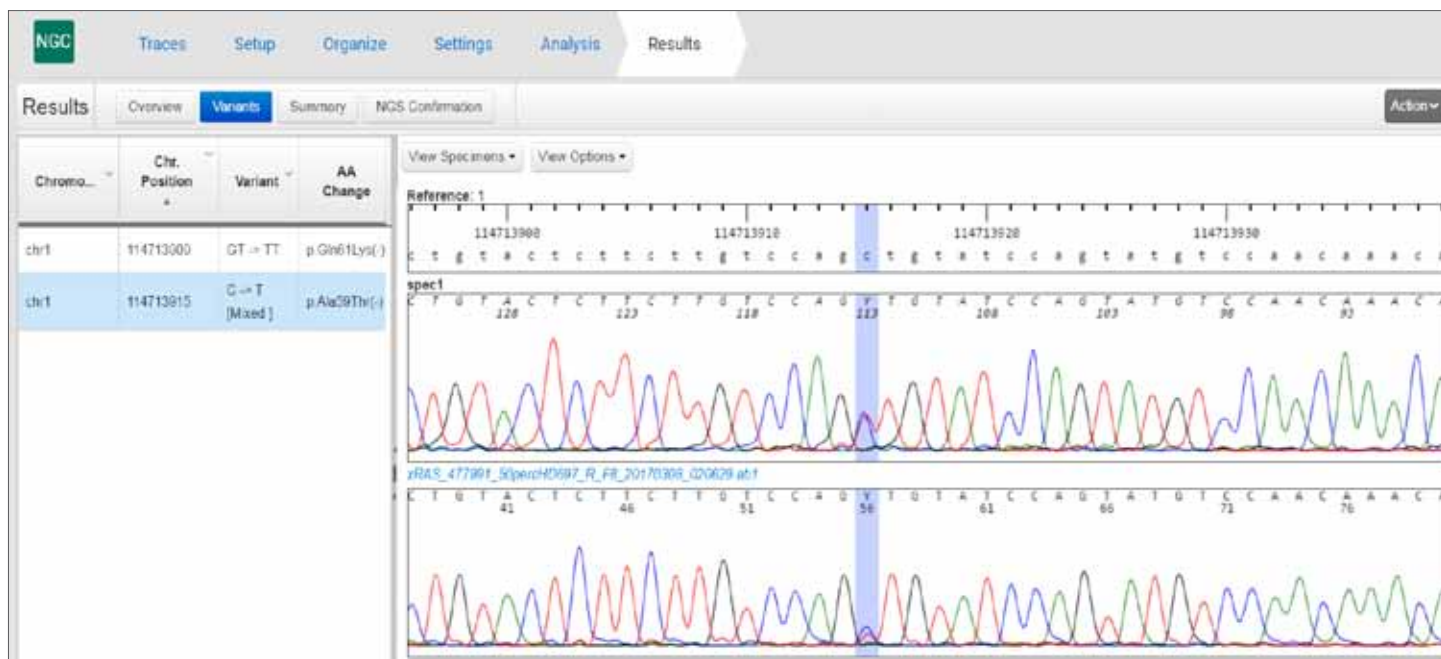 NGC Traces Setup Organize Settings Analysis Results
Results Overview Variants Summary NGS Confirmation Action
Chromo... Chr. Position Variant AA Change
View Specimens View Options
Reference: 1
114713900 114713910 114713920 114713930
c t g t a c t c t t c t t g t c c a g c t g t a t c c a g t a t g t c c a a c a a a c a
chr1 GT -> TT p.Gln61Lys(-)
spec1
C T G T A C T C T T C T T G T C C A G Y T G T A T C C A G T A T G T C C A A C A A A C A
chr1 114713915 -> T [Mixed ] p.Ala59Thr(-)
128 123 118 113 108 103 98 93
C T G T A C T C T T C T T G T C C A G Y T G T A T C C A G T A T G T C C A A C A A A C A
41 46 51 56 61 66 71 76